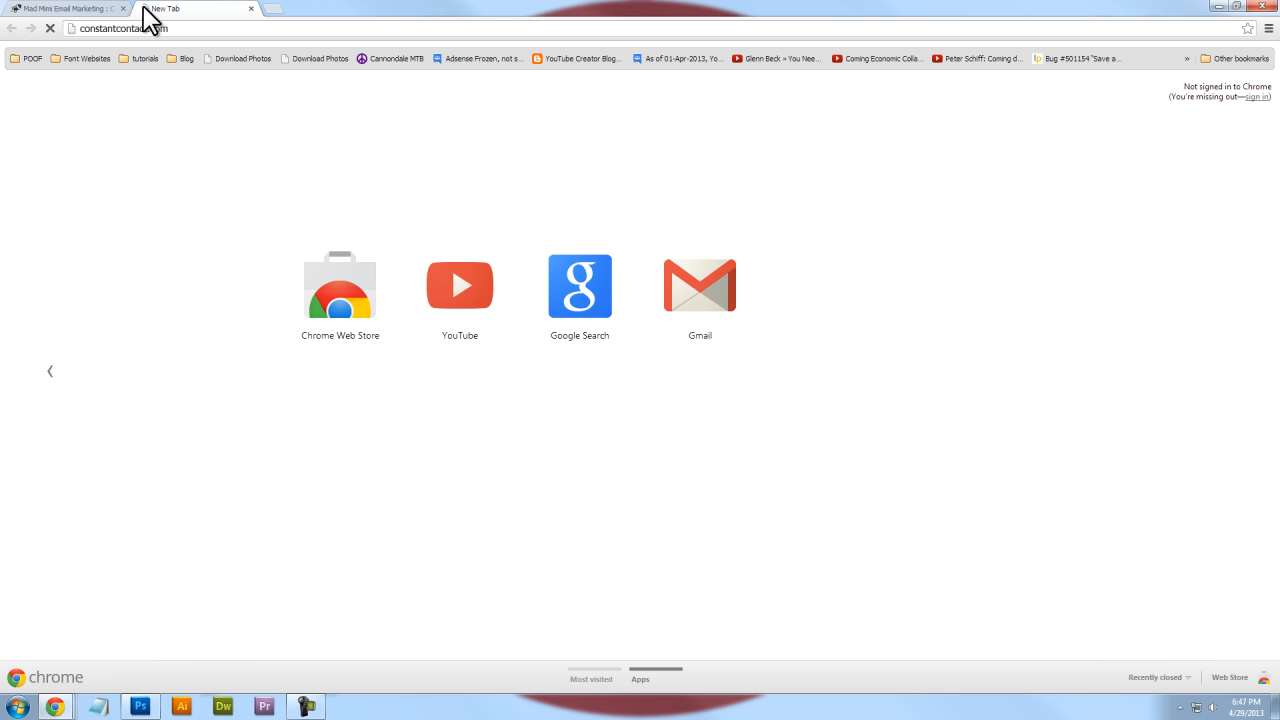 Mad Mimi Email Marketing : C
New Tab
POOF
Font Websites
tutorials
Blog
Download Photos
Download Photos
Cannondale MTB
Adsense Frozen, not s...
YouTube Creator Blog...
As of 01-Apr-2013, Yo...
Glenn Beck » You Nee...
Coming Economic Colla...
Peter Schiff: Coming d...
Bug #501154 "Save a...
»
Other bookmarks
Not signed in to Chrome
(You're missing out—sign in)
Chrome Web Store
YouTube
Google Search
Gmail
chrome
Most visited
Apps
Recently closed
Web Store
Ps
Ai
Dw
Pr
6:47 PM
4/29/2013